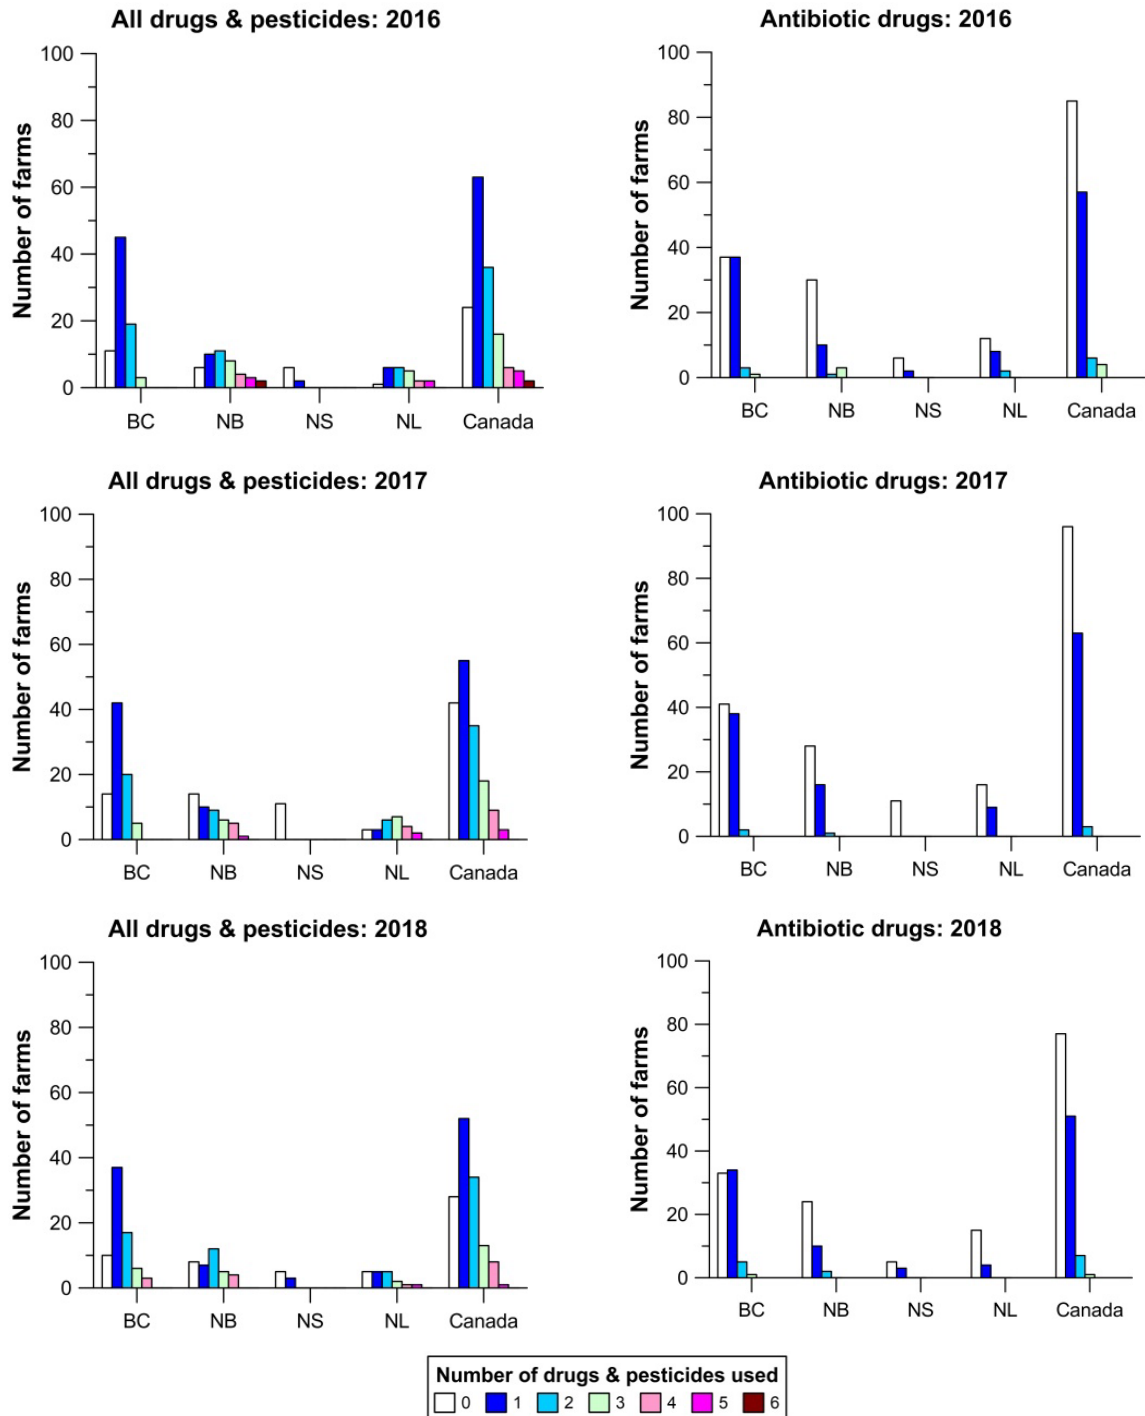 All drugs & pesticides: 2016
Number of farms
100
80
60
40
20
0
BC NB NS NL Canada
Antibiotic drugs: 2016
Number of farms
100
80
60
40
20
0
BC NB NS NL Canada
All drugs & pesticides: 2017
Number of farms
100
80
60
40
20
0
BC NB NS NL Canada
Antibiotic drugs: 2017
Number of farms
100
80
60
40
20
0
BC NB NS NL Canada
All drugs & pesticides: 2018
Number of farms
100
80
60
40
20
0
BC NB NS NL Canada
Antibiotic drugs: 2018
Number of farms
100
80
60
40
20
0
BC NB NS NL Canada
Number of drugs & pesticides used
0 1 2 3 4 5 6